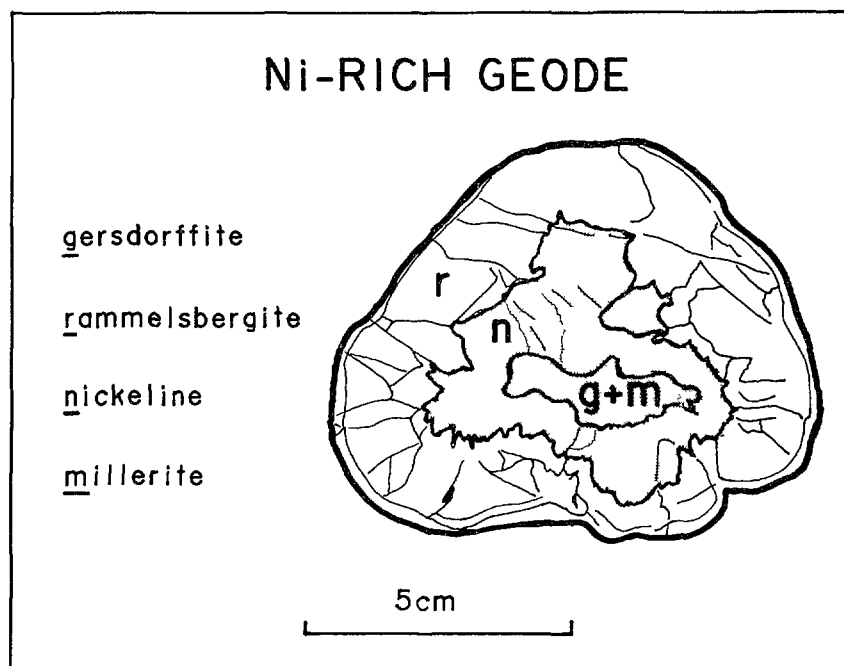 Ni-RICH GEODE
gersdorffite
rammelsbergite
nickeline
millerite
r
n
g+m
5cm